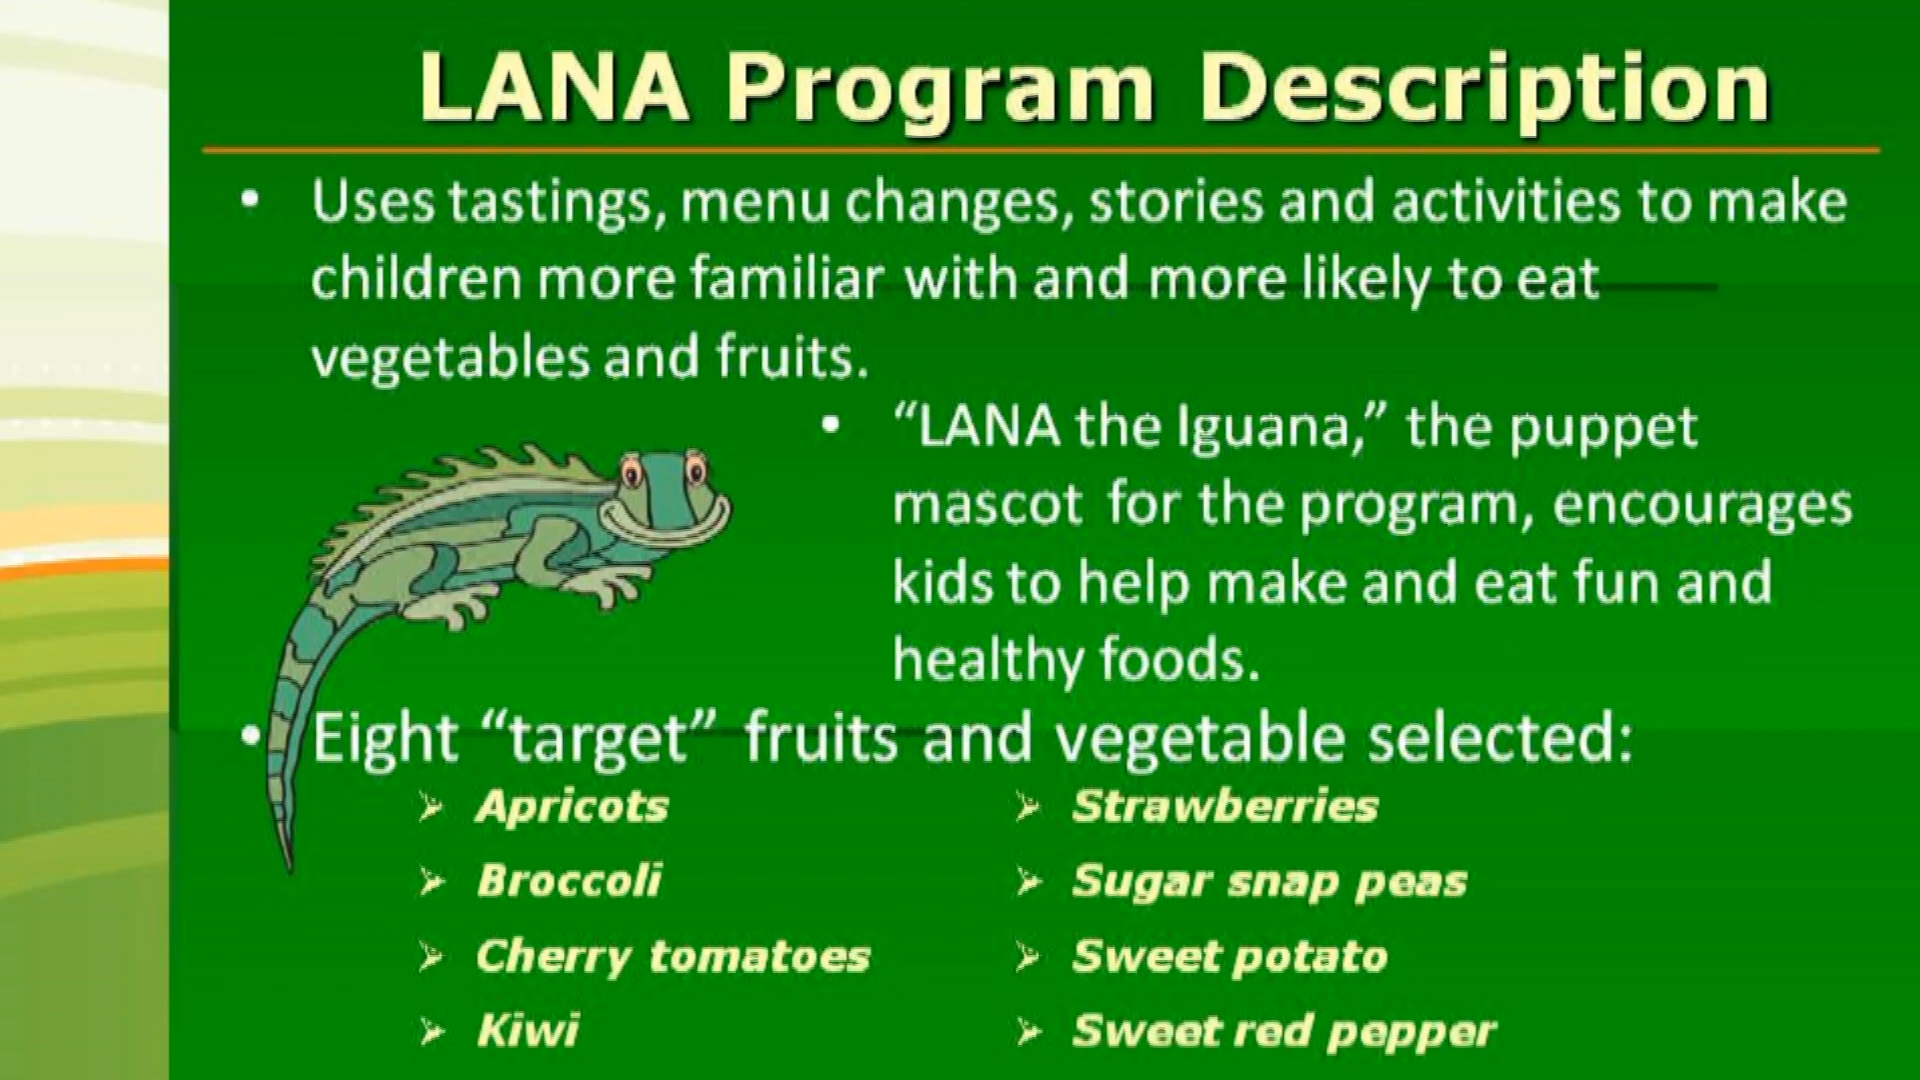 LANA Program Description
• Uses tastings, menu changes, stories and activities to make
children more familiar with and more likely to eat
vegetables and fruits.
• “LANA the Iguana,” the puppet
mascot for the program, encourages
kids to help make and eat fun and
healthy foods.
• Eight “target” fruits and vegetable selected:
➢ Apricots
➢ Broccoli
➢ Cherry tomatoes
➢ Kiwi
➢ Strawberries
➢ Sugar snap peas
➢ Sweet potato
➢ Sweet red pepper